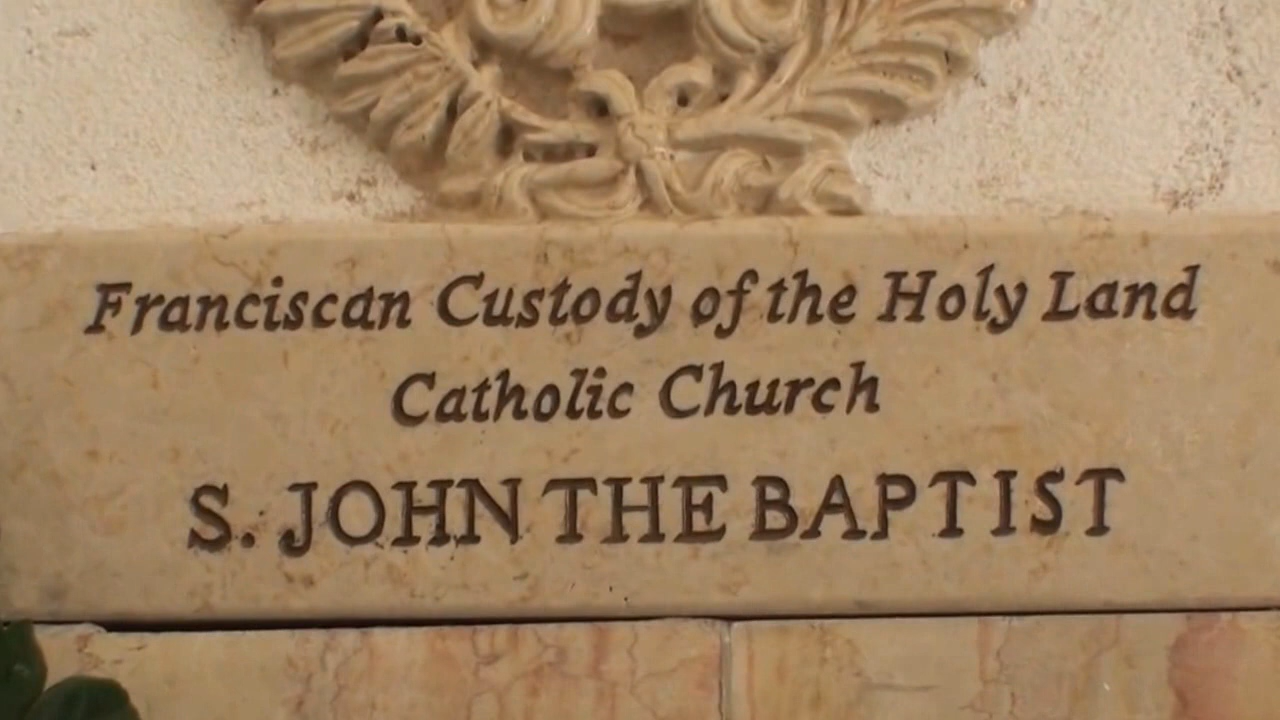 Franciscan Custody of the Holy Land
Catholic Church
S. JOHN THE BAPTIST